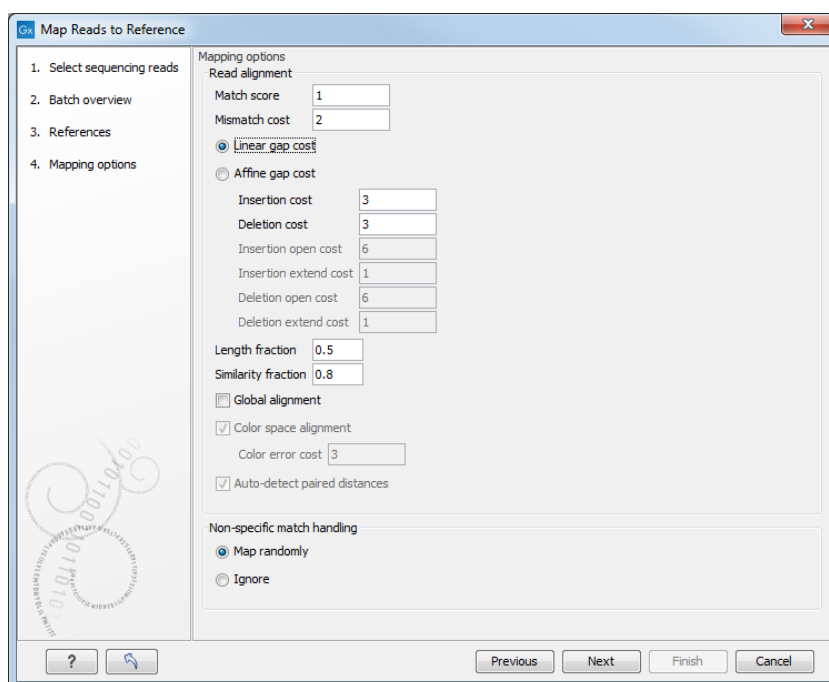 Gx Map Reads to Reference
1. Select sequencing reads
2. Batch overview
3. References
4. Mapping options
Mapping options
Read alignment
Match score 1
Mismatch cost 2
Linear gap cost
Affine gap cost
Insertion cost 3
Deletion cost 3
Insertion open cost 6
Insertion extend cost 1
Deletion open cost 6
Deletion extend cost 1
Length fraction 0.5
Similarity fraction 0.8
Global alignment
Color space alignment
Color error cost 3
Auto-detect paired distances
Non-specific match handling
Map randomly
Ignore
? Previous Next Finish Cancel